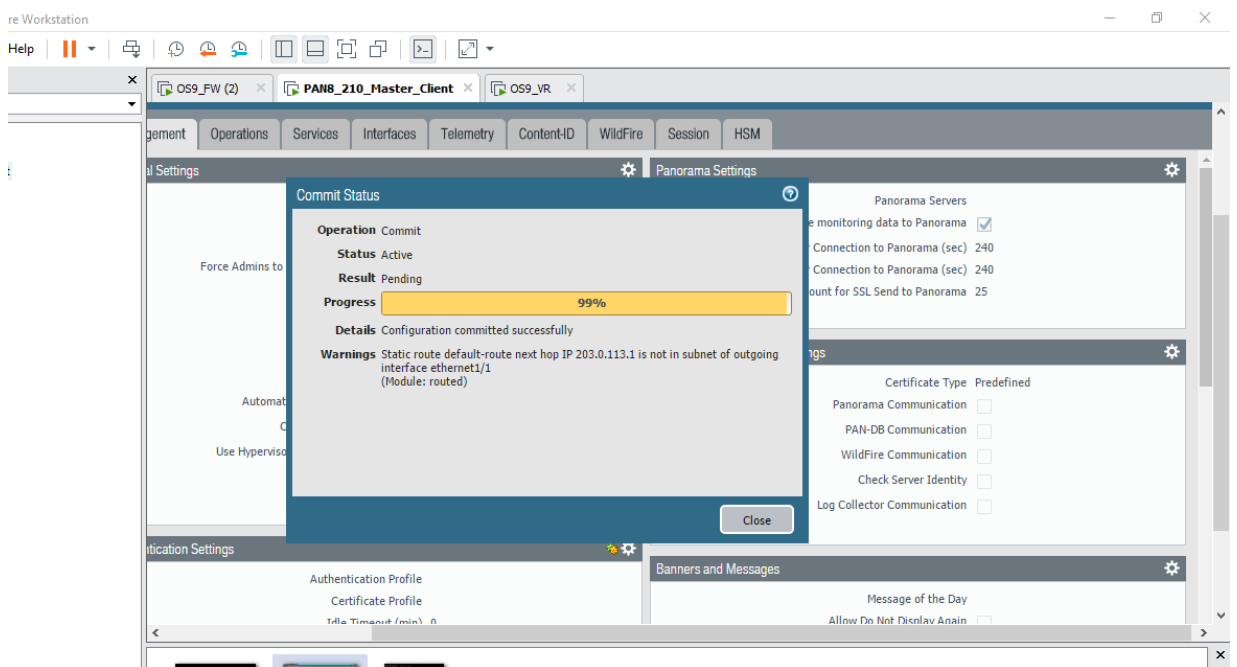 re Workstation
Help
OS9_FW (2)
PAN8_210_Master_Client
OS9_VR
gement Operations Services Interfaces Telemetry Content-ID WildFire Session HSM
al Settings
Force Admins to
Automat
Use Hyperviso
Commit Status
Operation Commit
Status Active
Result Pending
Progress 99%
Details Configuration committed successfully
Warnings Static route default-route next hop IP 203.0.113.1 is not in subnet of outgoing
interface ethernet1/1
(Module: routed)
Close
Panorama Settings
Panorama Servers
e monitoring data to Panorama
Connection to Panorama (sec) 240
Connection to Panorama (sec) 240
ount for SSL Send to Panorama 25
ngs
Certificate Type Predefined
Panorama Communication
PAN-DB Communication
WildFire Communication
Check Server Identity
Log Collector Communication
ntication Settings
Authentication Profile
Certificate Profile
Idle Timeout (min) 0
Banners and Messages
Message of the Day
Allow Do Not Display Again